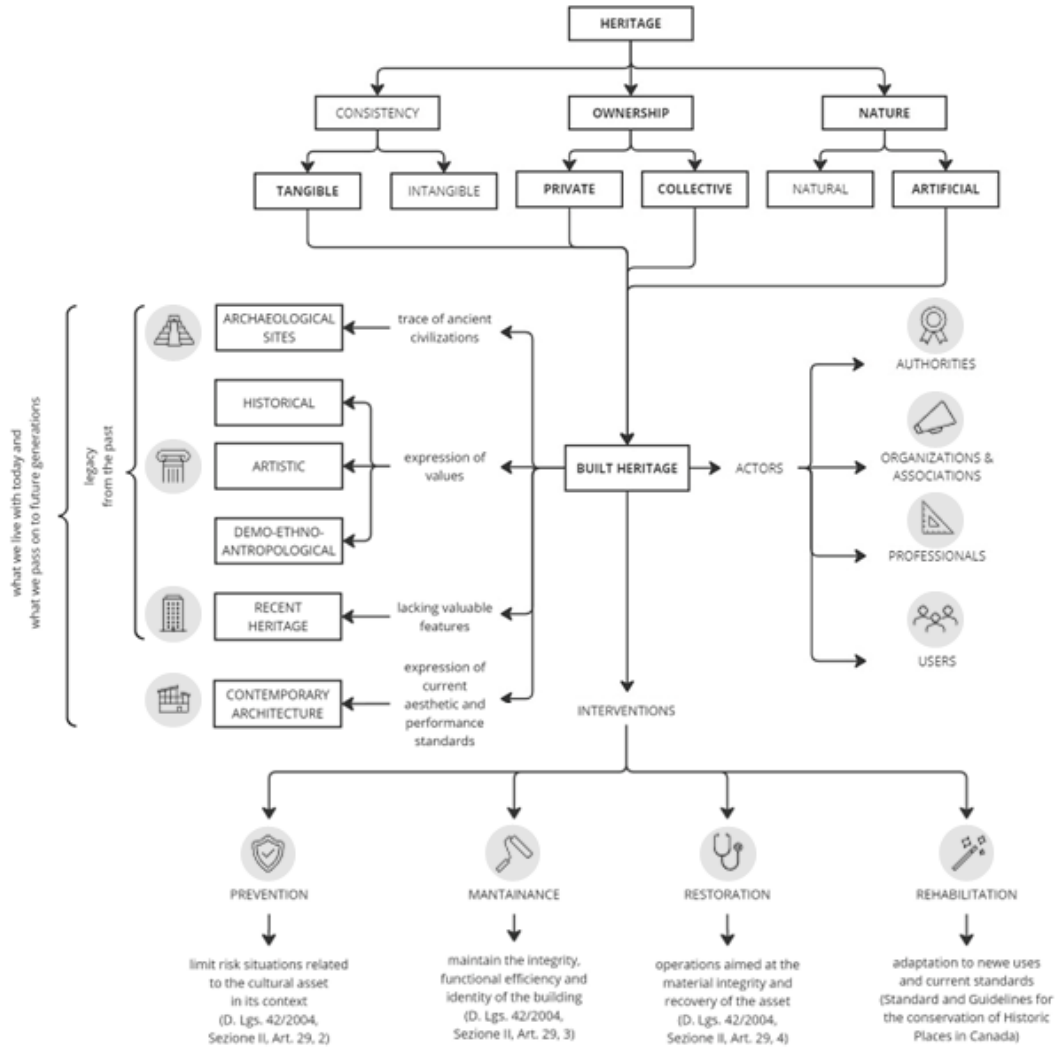 HERITAGE
CONSISTENCY
OWNERSHIP
NATURE
TANGIBLE
INTANGIBLE
PRIVATE
COLLECTIVE
NATURAL
ARTIFICIAL
what we live with today and
what we pass on to future generations
legacy
from the past
ARCHAEOLOGICAL
SITES
trace of ancient
civilizations
HISTORICAL
ARTISTIC
expression of
values
DEMO-ETHNO-
ANTROPOLOGICAL
RECENT
HERITAGE
lacking valuable
features
CONTEMPORARY
ARCHITECTURE
expression of
current
aesthetic and
performance
standards
BUILT HERITAGE
ACTORS
AUTHORITIES
ORGANIZATIONS &
ASSOCIATIONS
PROFESSIONALS
USERS
INTERVENTIONS
PREVENTION
limit risk situations related
to the cultural asset
in its context
(D. Lgs. 42/2004,
Sezione II, Art. 29, 2)
MANTAINANCE
maintain the integrity,
functional efficiency and
identity of the building
(D. Lgs. 42/2004,
Sezione II, Art. 29, 3)
RESTORATION
operations aimed at the
material integrity and
recovery of the asset
(D. Lgs. 42/2004,
Sezione II, Art. 29, 4)
REHABILITATION
adaptation to newe uses
and current standards
(Standard and Guidelines for
the conservation of Historic
Places in Canada)